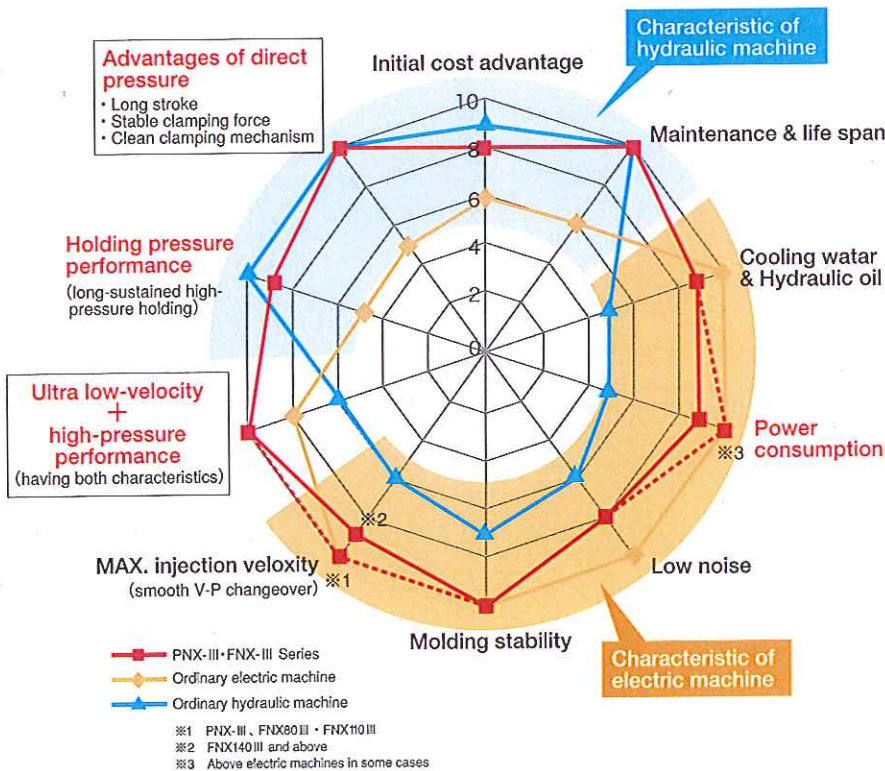 Characteristic of
hydraulic machine
Advantages of direct
pressure
・Long stroke
・Stable clamping force
・Clean clamping mechanism
Initial cost advantage
10
8
6
4
2
0
Maintenance & life span
Holding pressure
performance
(long-sustained high-
pressure holding)
Cooling watar
& Hydraulic oil
Ultra low-velocity
+
high-pressure
performance
(having both characteristics)
Power
consumption
※3
※2
MAX. injection veloxity
(smooth V-P changeover)
※1
Low noise
Molding stability
Characteristic of
electric machine
PNX-III・FNX-III Series
Ordinary electric machine
Ordinary hydraulic machine
※1 PNX-III、FNX80III・FNX110III
※2 FNX140III and above
※3 Above electric machines in some cases